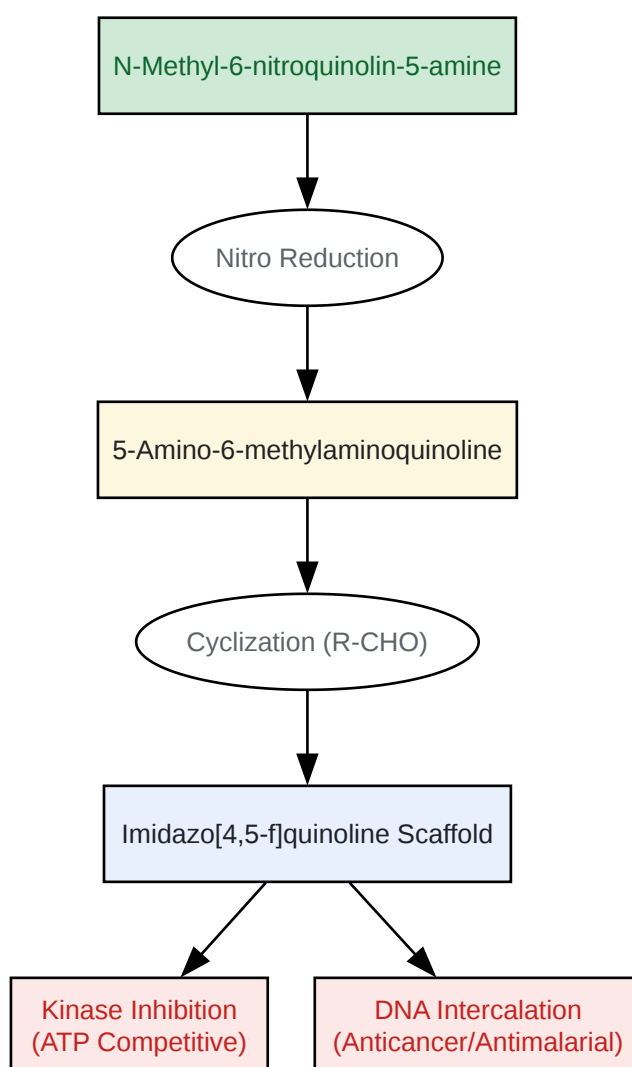 N-Methyl-6-nitroquinolin-5-amine
Nitro Reduction
5-Amino-6-methylaminoquinoline
Cyclization (R-CHO)
Imidazo[4,5-f]quinoline Scaffold
Kinase Inhibition
(ATP Competitive)
DNA Intercalation
(Anticancer/Antimalarial)